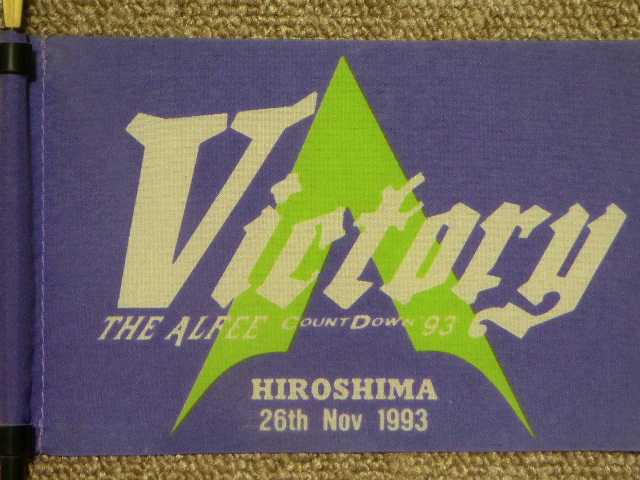 Victory
THE ALFEE COUNTDOWN '93
HIROSHIMA
26th Nov 1993